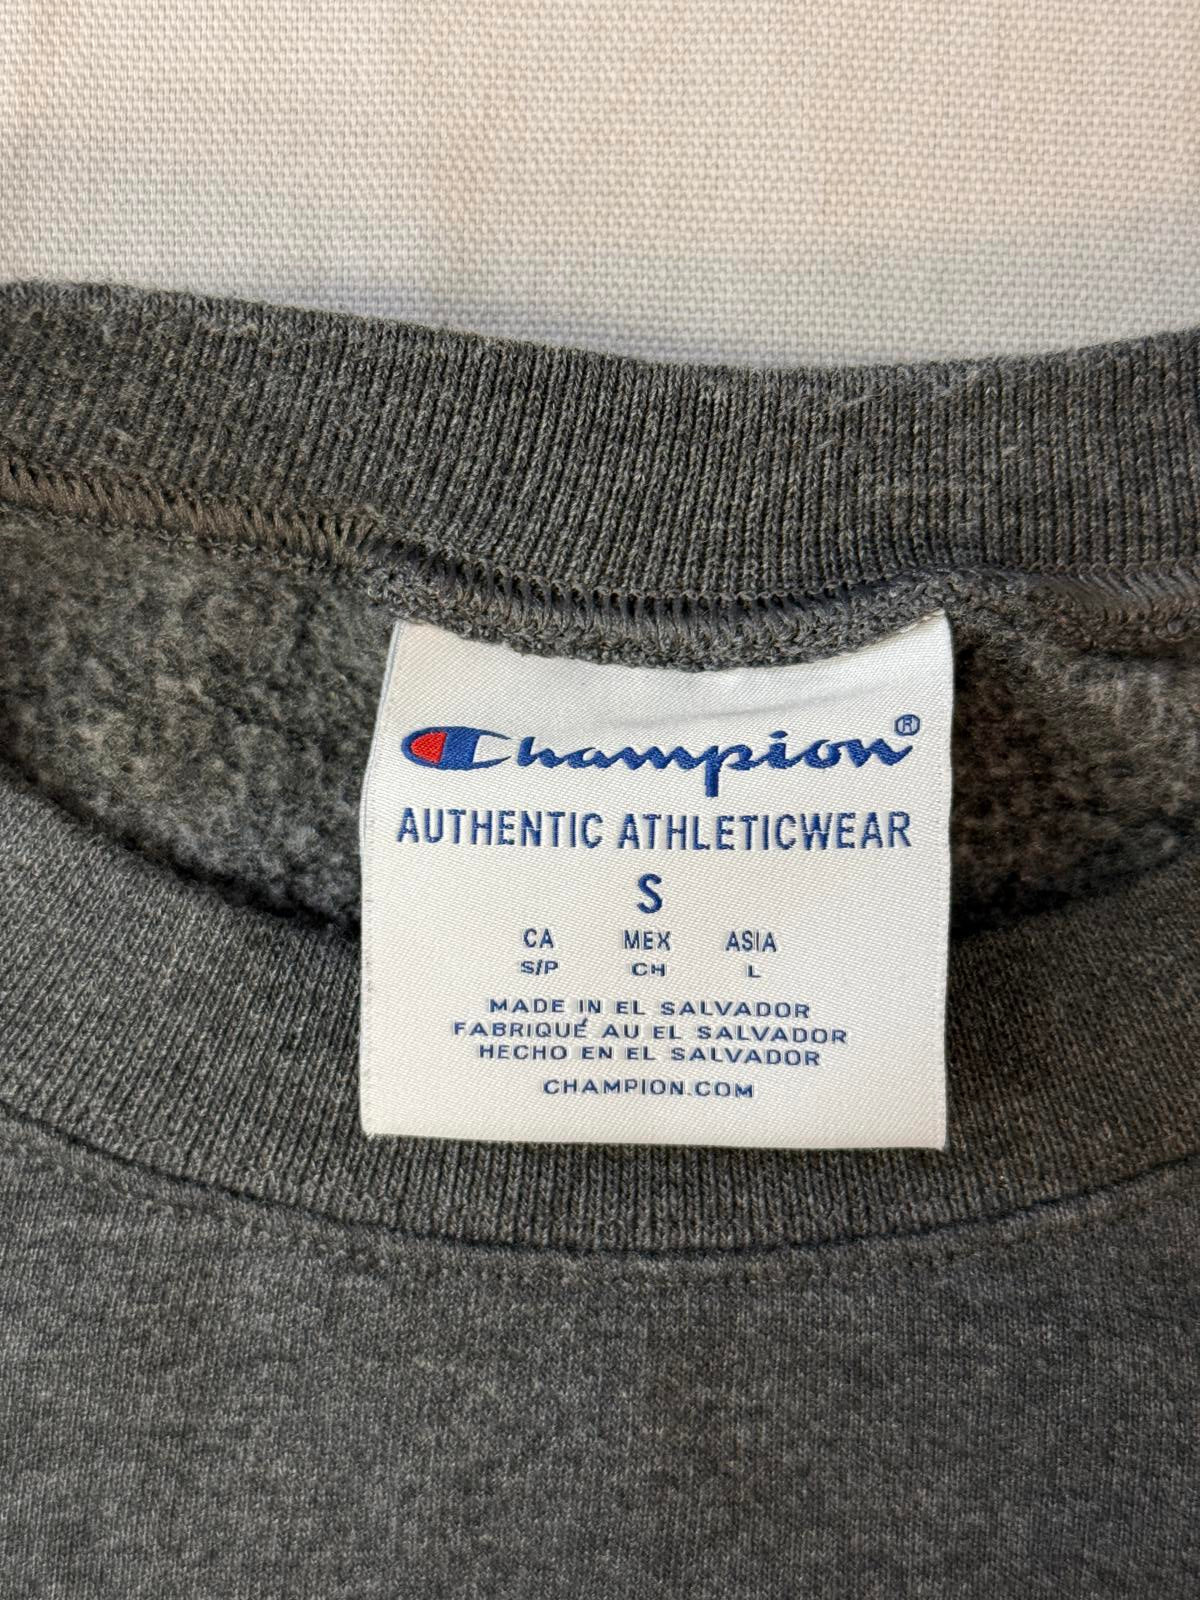 Champion®
AUTHENTIC ATHLETICWEAR
S
CA MEX ASIA
S/P CH L
MADE IN EL SALVADOR
FABRIQUÉ AU EL SALVADOR
HECHO EN EL SALVADOR
CHAMPION.COM